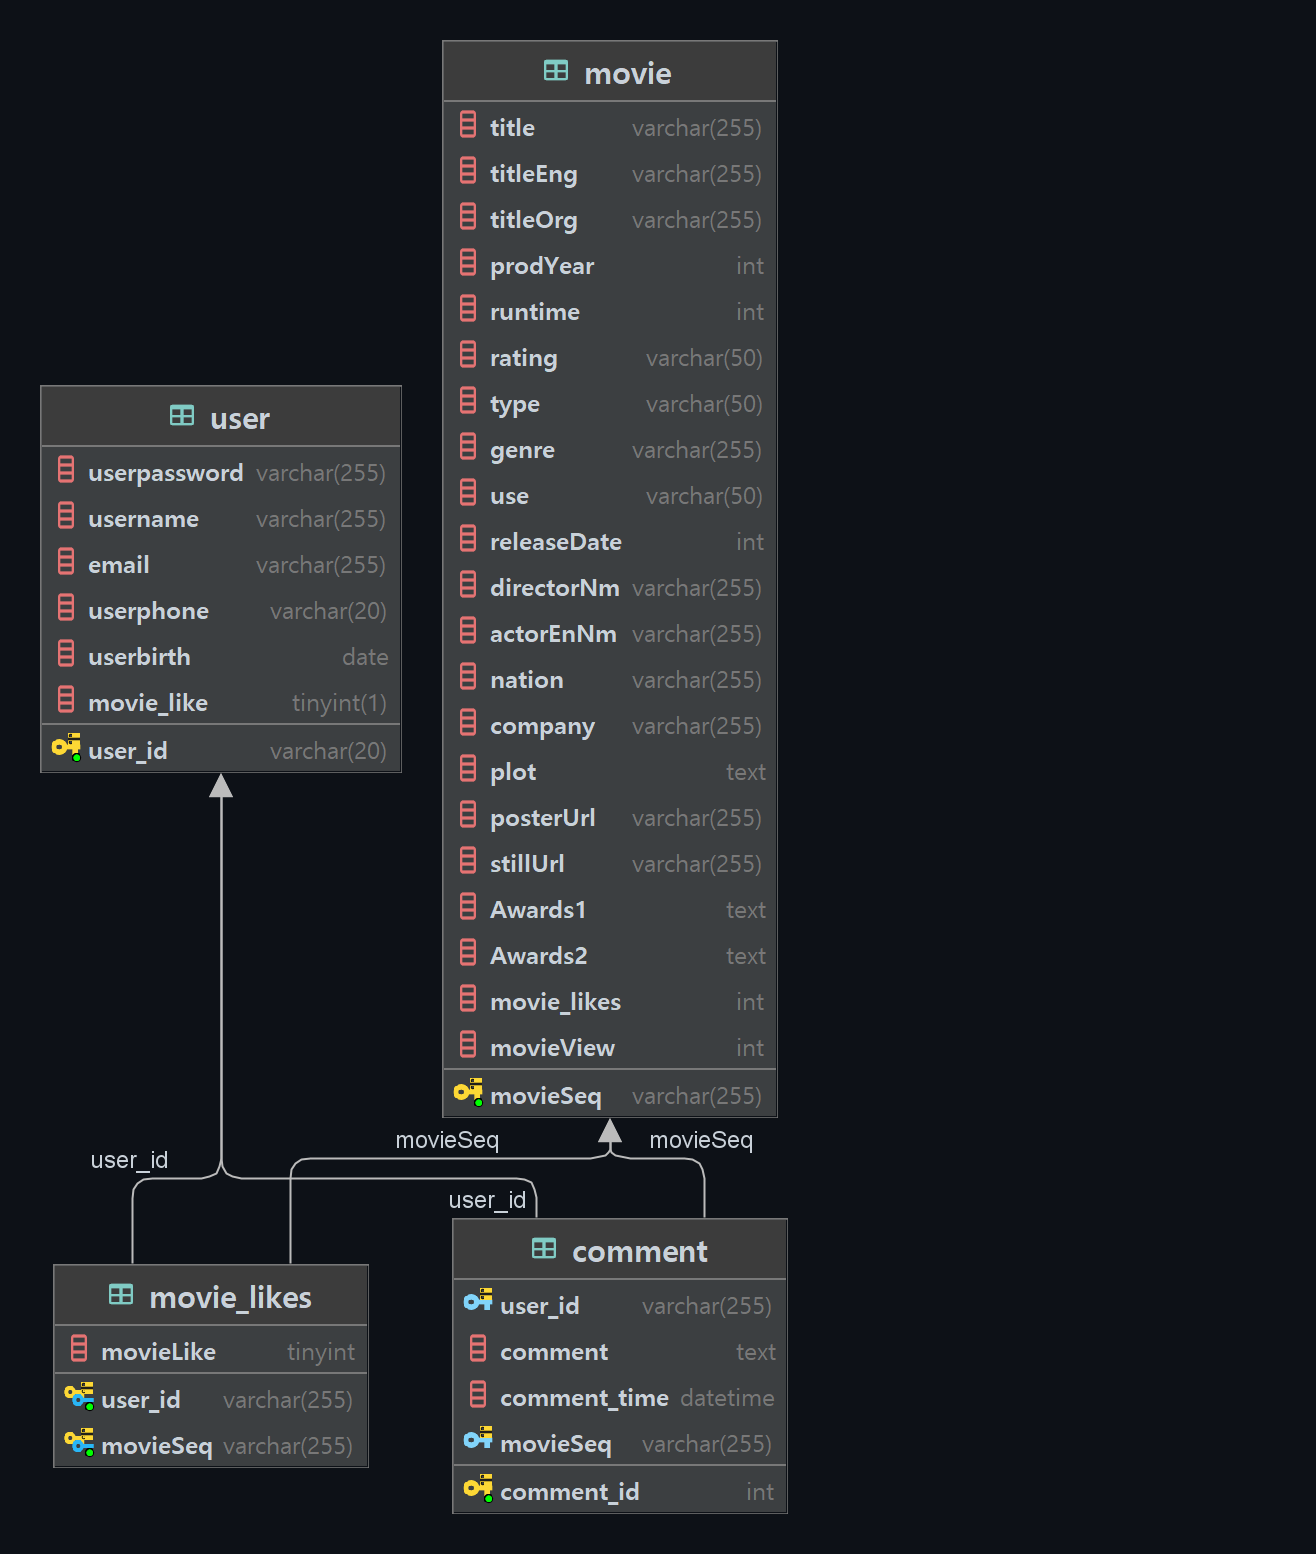 movie
title varchar(255)
titleEng varchar(255)
titleOrg varchar(255)
prodYear int
runtime int
rating varchar(50)
type varchar(50)
genre varchar(255)
use varchar(50)
releaseDate int
directorNm varchar(255)
actorEnNm varchar(255)
nation varchar(255)
company varchar(255)
plot text
posterUrl varchar(255)
stillUrl varchar(255)
Awards1 text
Awards2 text
movie_likes int
movieView int
movieSeq varchar(255)
user
userpassword varchar(255)
username varchar(255)
email varchar(255)
userphone varchar(20)
userbirth date
movie_like tinyint(1)
user_id varchar(20)
movieSeq movieSeq
user_id
user_id
movie_likes
movieLike tinyint
user_id varchar(255)
movieSeq varchar(255)
comment
user_id varchar(255)
comment text
comment_time datetime
movieSeq varchar(255)
comment_id int